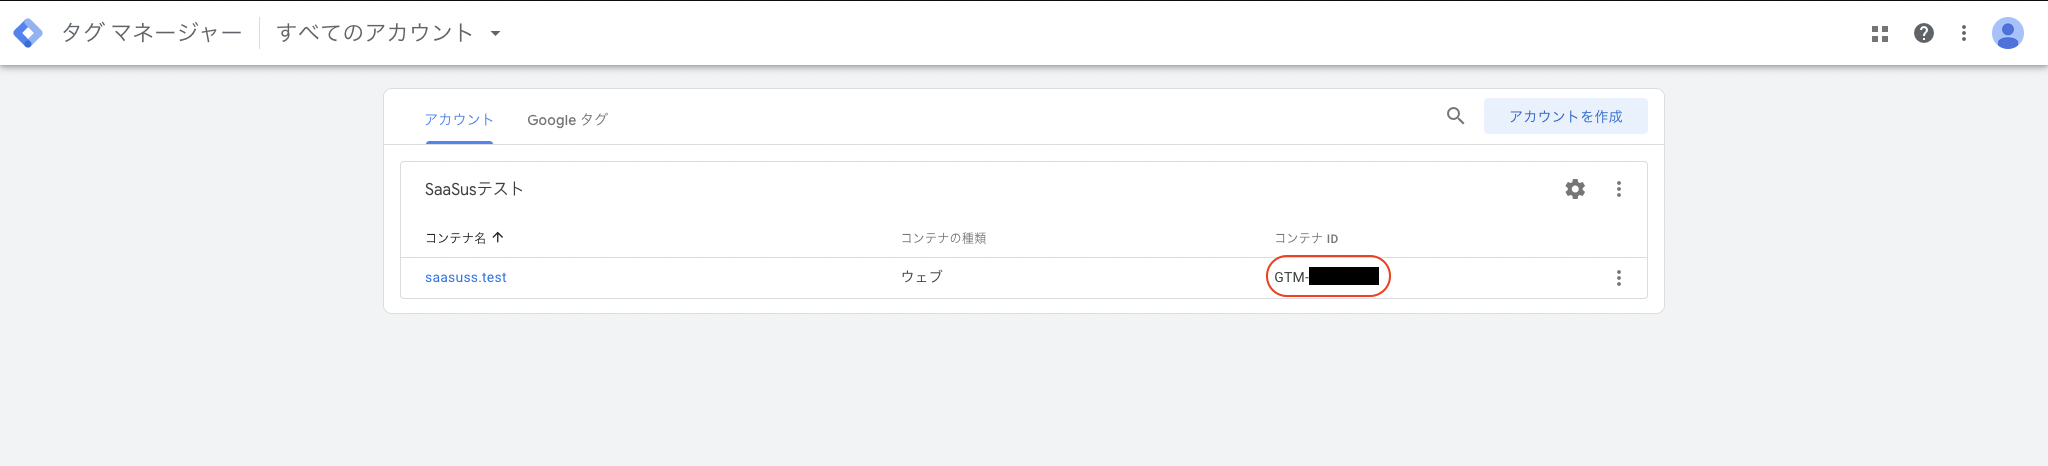 タグ マネージャー すべてのアカウント
アカウント Google タグ アカウントを作成
SaaSusテスト
コンテナ名 コンテナの種類 コンテナ ID
saasuss.test ウェブ GTM-